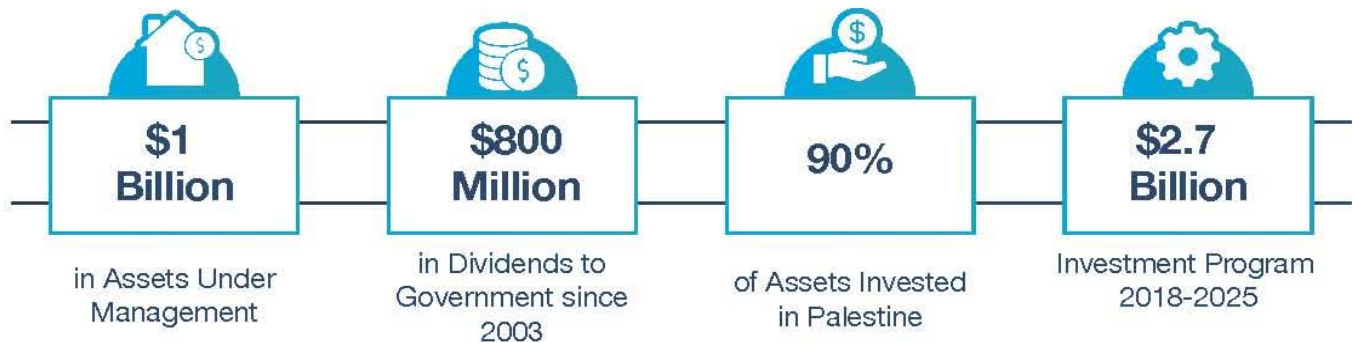 $
$
$
$1
Billion
in Assets Under
Management
$800
Million
in Dividends to
Government since
2003
90%
of Assets Invested
in Palestine
$2.7
Billion
Investment Program
2018-2025